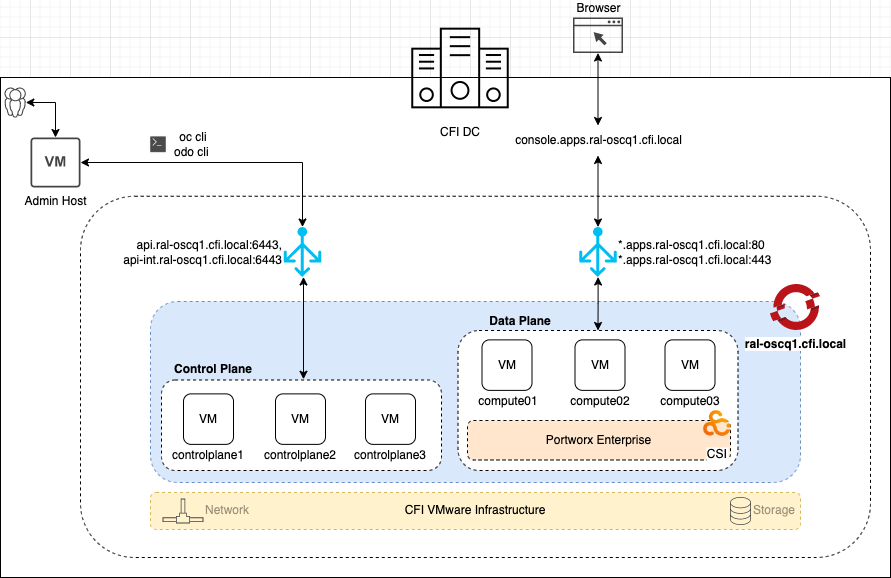 Browser
CFI DC
console.apps.ral-oscq1.cfi.local
>_
oc cli
odo cli
VM
Admin Host
api.ral-oscq1.cfi.local:6443,
api-int.ral-oscq1.cfi.local:6443
*.apps.ral-oscq1.cfi.local:80
*.apps.ral-oscq1.cfi.local:443
ral-oscq1.cfi.local
Data Plane
VM
VM
VM
compute01
compute02
compute03
Control Plane
VM
VM
VM
controlplane1
controlplane2
controlplane3
Portworx Enterprise
CSI
Network
CFI VMware Infrastructure
Storage